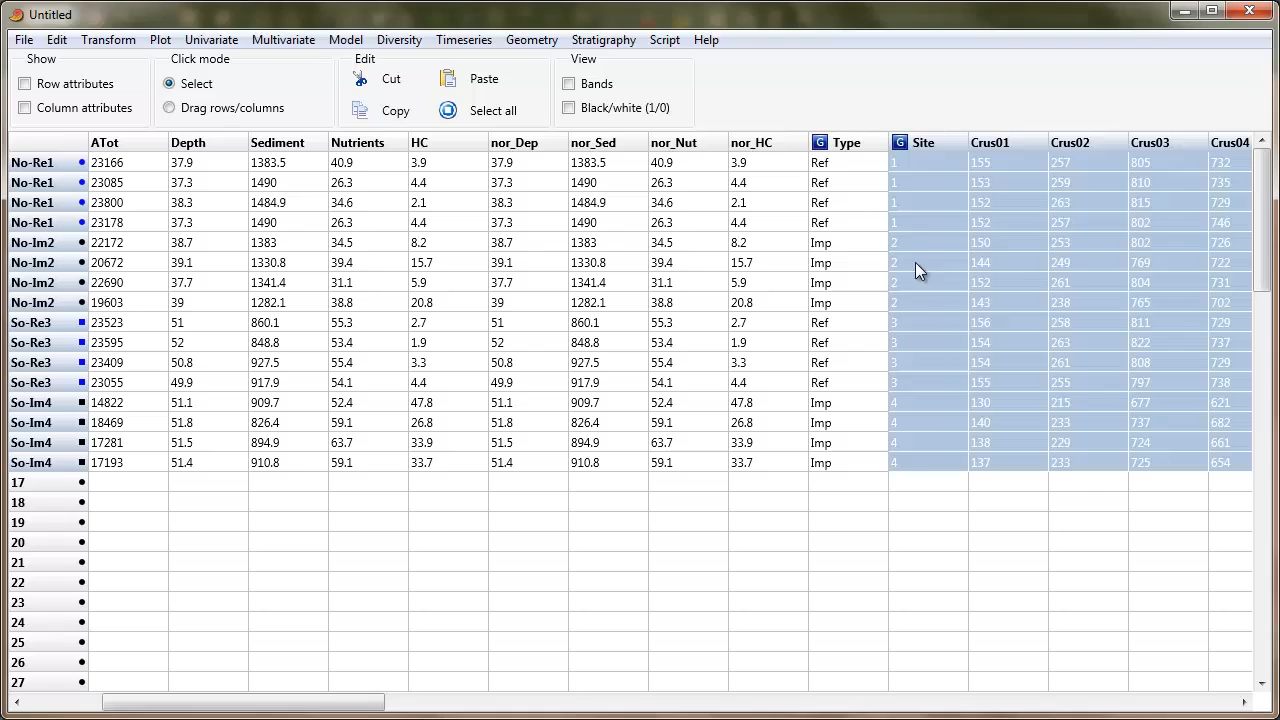 Untitled
File Edit Transform Plot Univariate Multivariate Model Diversity Timeseries Geometry Stratigraphy Script Help
Show Click mode Edit View
Row attributes Select Cut Paste Bands
Column attributes Drag rows/columns Copy Select all Black/white (1/0)
ATot Depth Sediment Nutrients HC nor_Dep nor_Sed nor_Nut nor_HC G Type G Site Crus01 Crus02 Crus03 Crus04
No-Re1 23166 37.9 1383.5 40.9 3.9 37.9 1383.5 40.9 3.9 Ref 1 155 257 805 732
No-Re1 23085 37.3 1490 26.3 4.4 37.3 1490 26.3 4.4 Ref 1 153 259 810 735
No-Re1 23800 38.3 1484.9 34.6 2.1 38.3 1484.9 34.6 2.1 Ref 1 152 263 815 729
No-Re1 23178 37.3 1490 26.3 4.4 37.3 1490 26.3 4.4 Ref 1 152 257 802 746
No-Im2 22172 38.7 1383 34.5 8.2 38.7 1383 34.5 8.2 Imp 2 150 253 802 726
No-Im2 20672 39.1 1330.8 39.4 15.7 39.1 1330.8 39.4 15.7 Imp 2 144 249 769 722
No-Im2 22690 37.7 1341.4 31.1 5.9 37.7 1341.4 31.1 5.9 Imp 2 152 261 804 731
No-Im2 19603 39 1282.1 38.8 20.8 39 1282.1 38.8 20.8 Imp 2 143 238 765 702
So-Re3 23523 51 860.1 55.3 2.7 51 860.1 55.3 2.7 Ref 3 156 258 811 729
So-Re3 23595 52 848.8 53.4 1.9 52 848.8 53.4 1.9 Ref 3 154 263 822 737
So-Re3 23409 50.8 927.5 55.4 3.3 50.8 927.5 55.4 3.3 Ref 3 154 261 808 729
So-Re3 23055 49.9 917.9 54.1 4.4 49.9 917.9 54.1 4.4 Ref 3 155 255 797 738
So-Im4 14822 51.1 909.7 52.4 47.8 51.1 909.7 52.4 47.8 Imp 4 130 215 677 621
So-Im4 18469 51.8 826.4 59.1 26.8 51.8 826.4 59.1 26.8 Imp 4 140 233 737 682
So-Im4 17281 51.5 894.9 63.7 33.9 51.5 894.9 63.7 33.9 Imp 4 138 229 724 661
So-Im4 17193 51.4 910.8 59.1 33.7 51.4 910.8 59.1 33.7 Imp 4 137 233 725 654
17
18
19
20
21
22
23
24
25
26
27